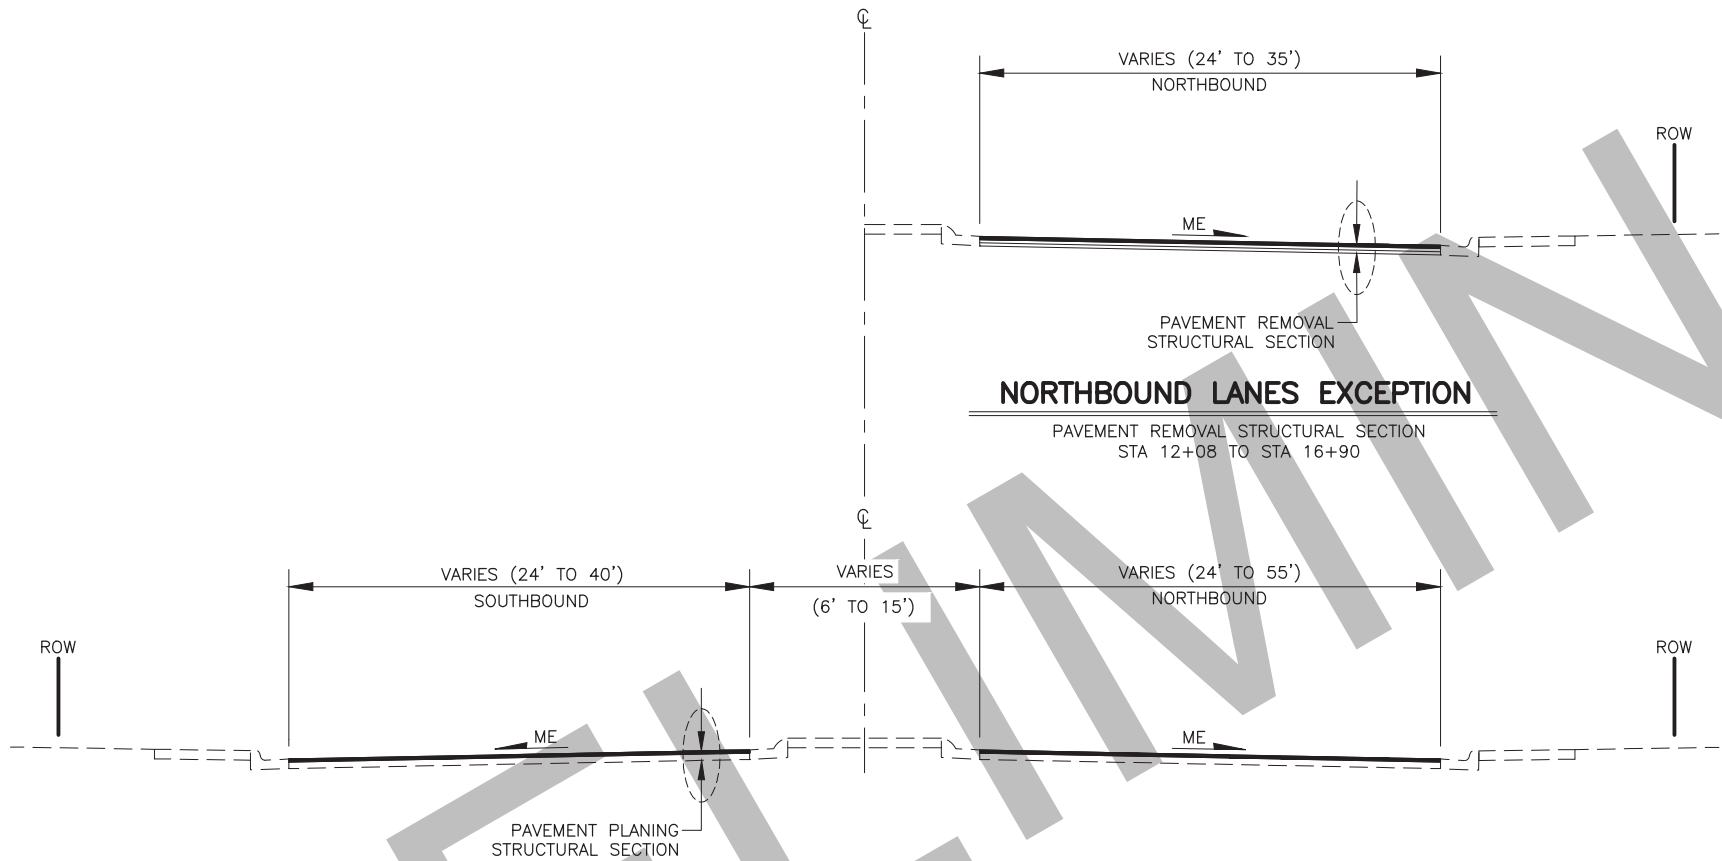 ℄
VARIES (24' TO 35')
NORTHBOUND
ROW
ME
PAVEMENT REMOVAL
STRUCTURAL SECTION
NORTHBOUND LANES EXCEPTION
PAVEMENT REMOVAL STRUCTURAL SECTION
STA 12+08 TO STA 16+90
℄
VARIES (24' TO 40')
SOUTHBOUND
VARIES
(6' TO 15')
VARIES (24' TO 55')
NORTHBOUND
ROW
ROW
ME
ME
PAVEMENT PLANING
STRUCTURAL SECTION
ELIMIN